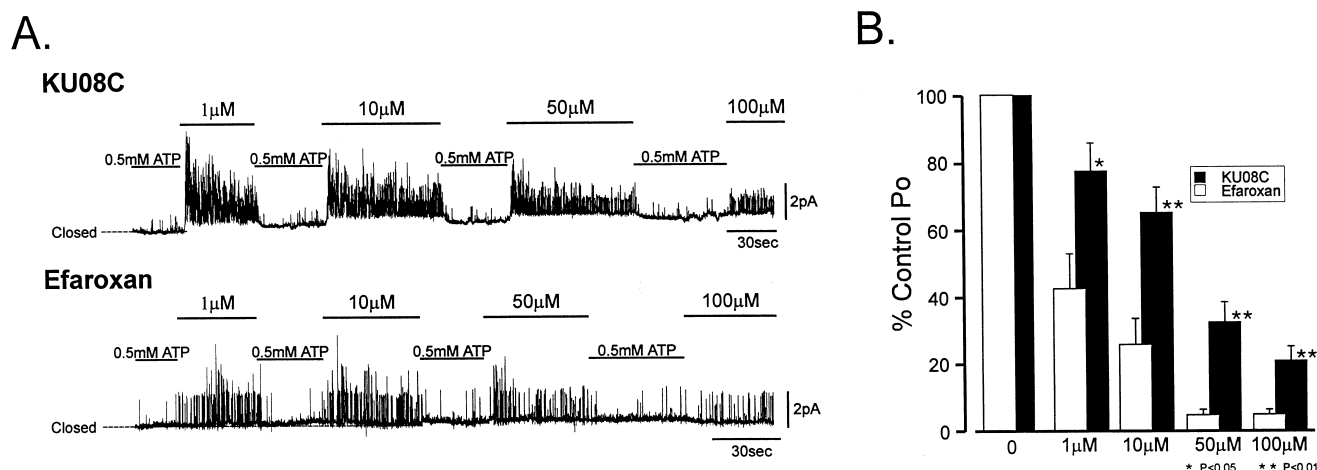 A.
KU08C
1μM 10μM 50μM 100μM
0.5mM ATP 0.5mM ATP 0.5mM ATP 0.5mM ATP
2pA
Closed
30sec
Efaroxan
1μM 10μM 50μM 100μM
0.5mM ATP 0.5mM ATP 0.5mM ATP 0.5mM ATP
2pA
Closed
30sec
B.
% Control Po
100
80
60
40
20
0
* ** ** **
KU08C
Efaroxan
0 1μM 10μM 50μM 100μM
* P<0.05 ** P<0.01